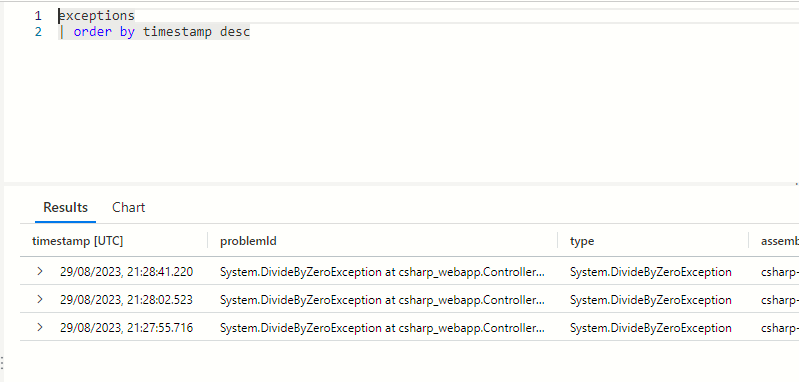 1 exceptions
2 | order by timestamp desc
Results Chart
timestamp [UTC] problemId type assemb
29/08/2023, 21:28:41.220 System.DivideByZeroException at csharp_webapp.Controller... System.DivideByZeroException csharp-
29/08/2023, 21:28:02.523 System.DivideByZeroException at csharp_webapp.Controller... System.DivideByZeroException csharp-
29/08/2023, 21:27:55.716 System.DivideByZeroException at csharp_webapp.Controller... System.DivideByZeroException csharp-